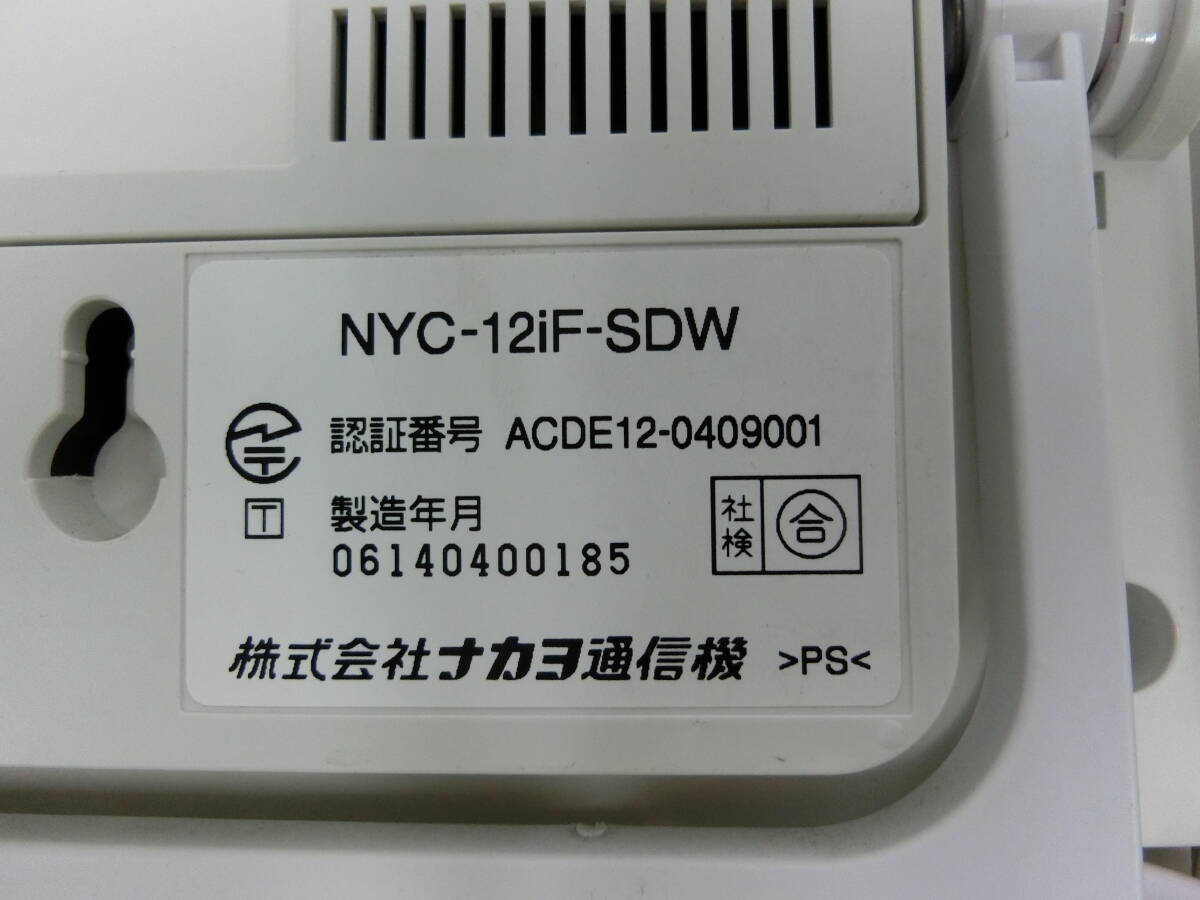 NYC-12iF-SDW
認証番号 ACDE12-0409001
T
製造年月
06140400185
社検 合
株式会社ナカヨ通信機 >PS<